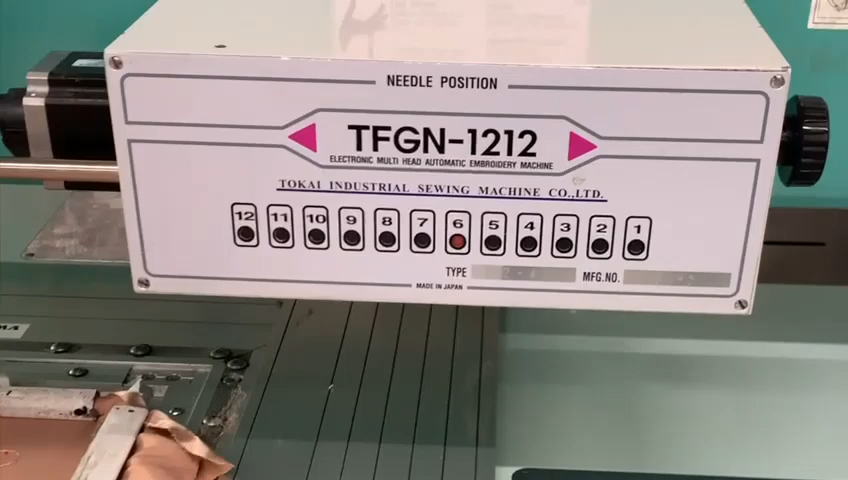 NEEDLE POSITION
TFGN-1212
ELECTRONIC MULTI HEAD AUTOMATIC EMBROIDERY MACHINE
TOKAI INDUSTRIAL SEWING MACHINE CO.,LTD.
12 11 10 9 8 7 6 5 4 3 2 1
TYPE MFG.NO.
MADE IN JAPAN